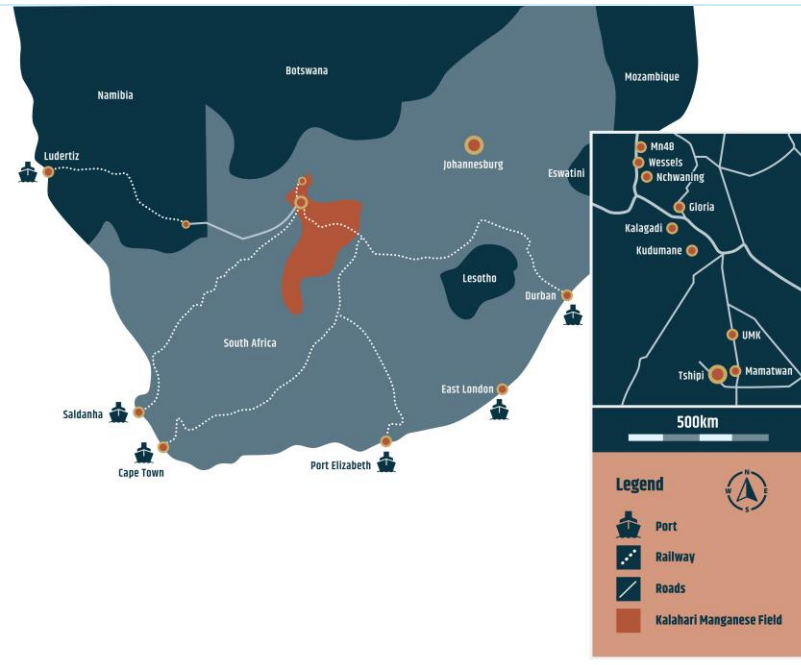 Botswana
Mozambique
Namibia
Mn48
Wessels
Nchwaning
Ludertiz
Johannesburg
Eswatini
Gloria
Kalagadi
Kudumane
Lesotho
Durban
South Africa
UMK
Tshipi
Mamatwan
East London
Saldanha
500km
Port Elizabeth
Cape Town
Legend
N
W
E
S
Port
Railway
Roads
Kalahari Manganese Field